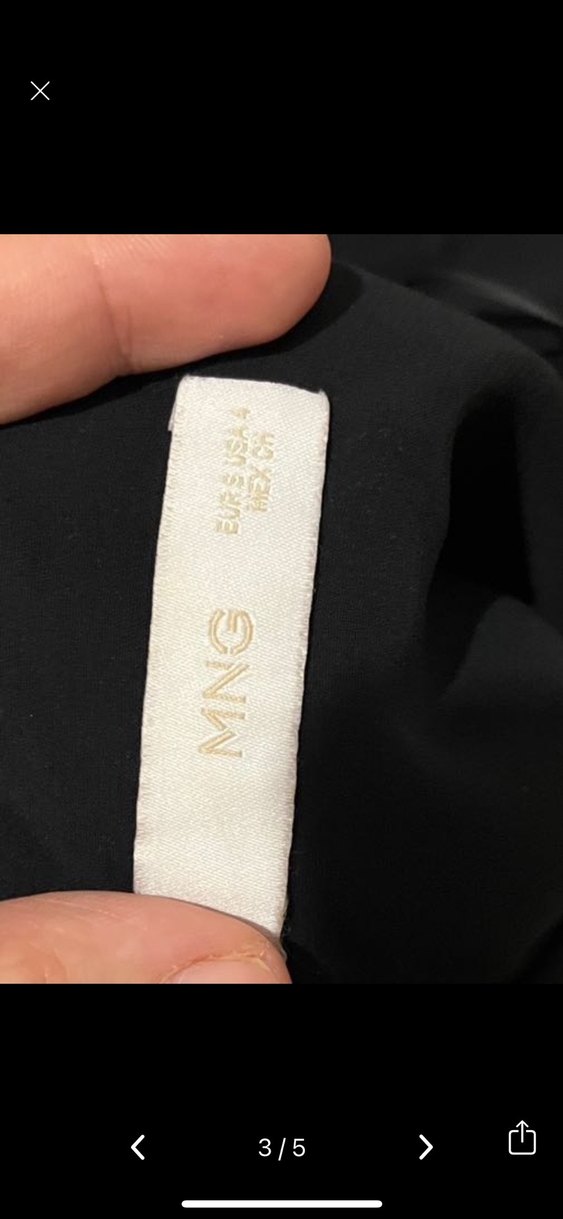 EUR S USA 4
MEX CH
MNG
3/5